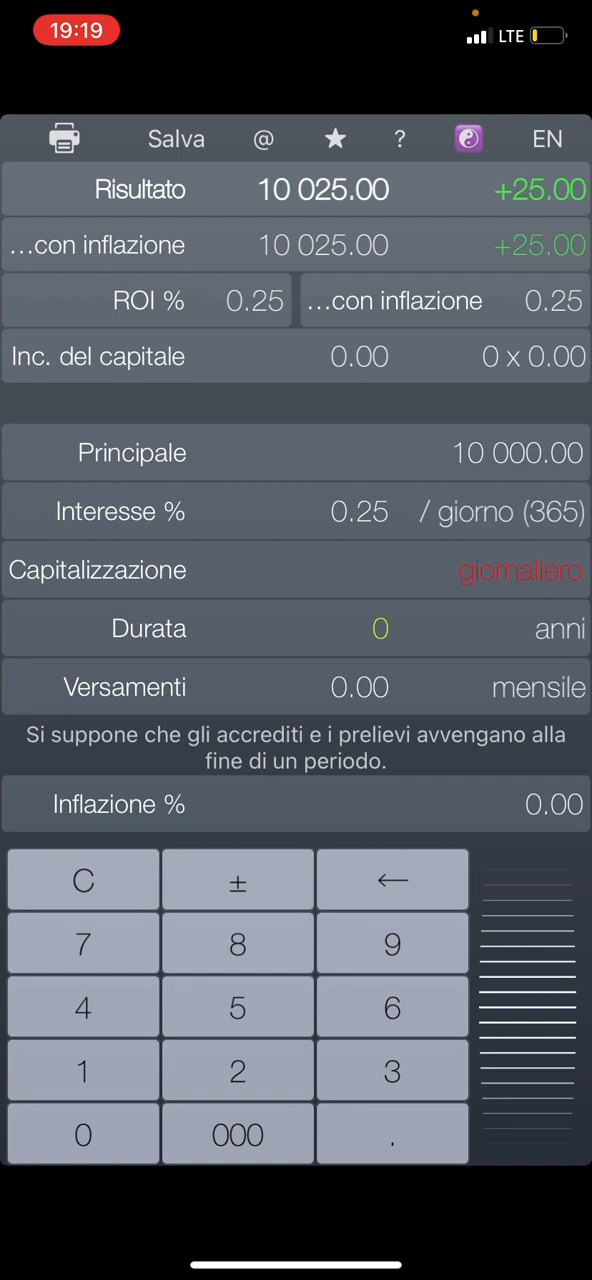 19:19 LTE
Salva @ ? EN
Risultato 10 025.00 +25.00
...con inflazione 10 025.00 +25.00
ROI % 0.25 ...con inflazione 0.25
Inc. del capitale 0.00 0 x 0.00
Principale 10 000.00
Interesse % 0.25 / giorno (365)
Capitalizzazione giornaliero
Durata 0 anni
Versamenti 0.00 mensile
Si suppone che gli accrediti e i prelievi avvengano alla
fine di un periodo.
Inflazione % 0.00
C ± ←
7 8 9
4 5 6
1 2 3
0 000 .